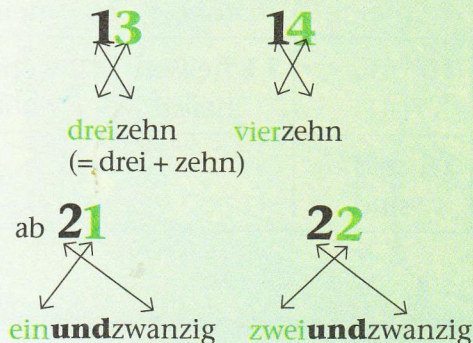 13 14
dreizehn vierzehn
(= drei + zehn)
ab 21 22
einundzwanzig zweiundzwanzig